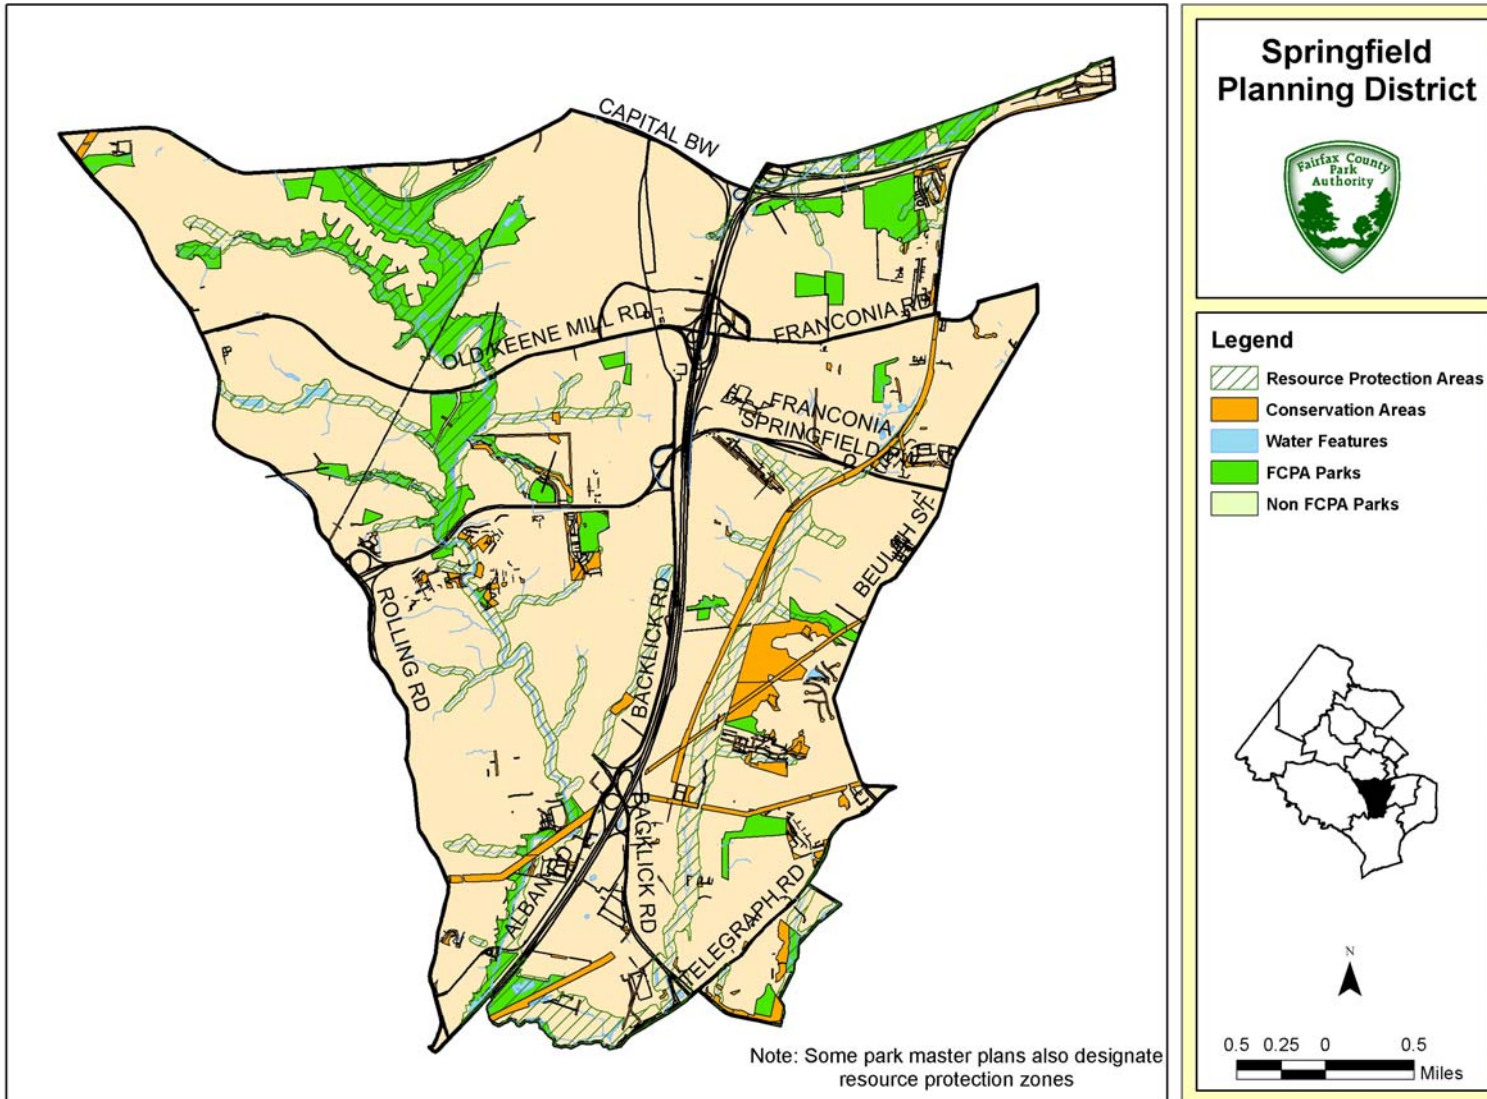 CAPITAL BW
OLD KEENE MILL RD
FRANCONIA RD
FRANCONIA
SPRINGFIELD
BEULAH ST
ROLLING RD
BACKLICK RD
BACKLICK RD
ALBAN RD
TELEGRAPH RD
Note: Some park master plans also designate
resource protection zones
Springfield
Planning District
Fairfax County
Park
Authority
Legend
Resource Protection Areas
Conservation Areas
Water Features
FCPA Parks
Non FCPA Parks
N
0.5 0.25 0 0.5
Miles